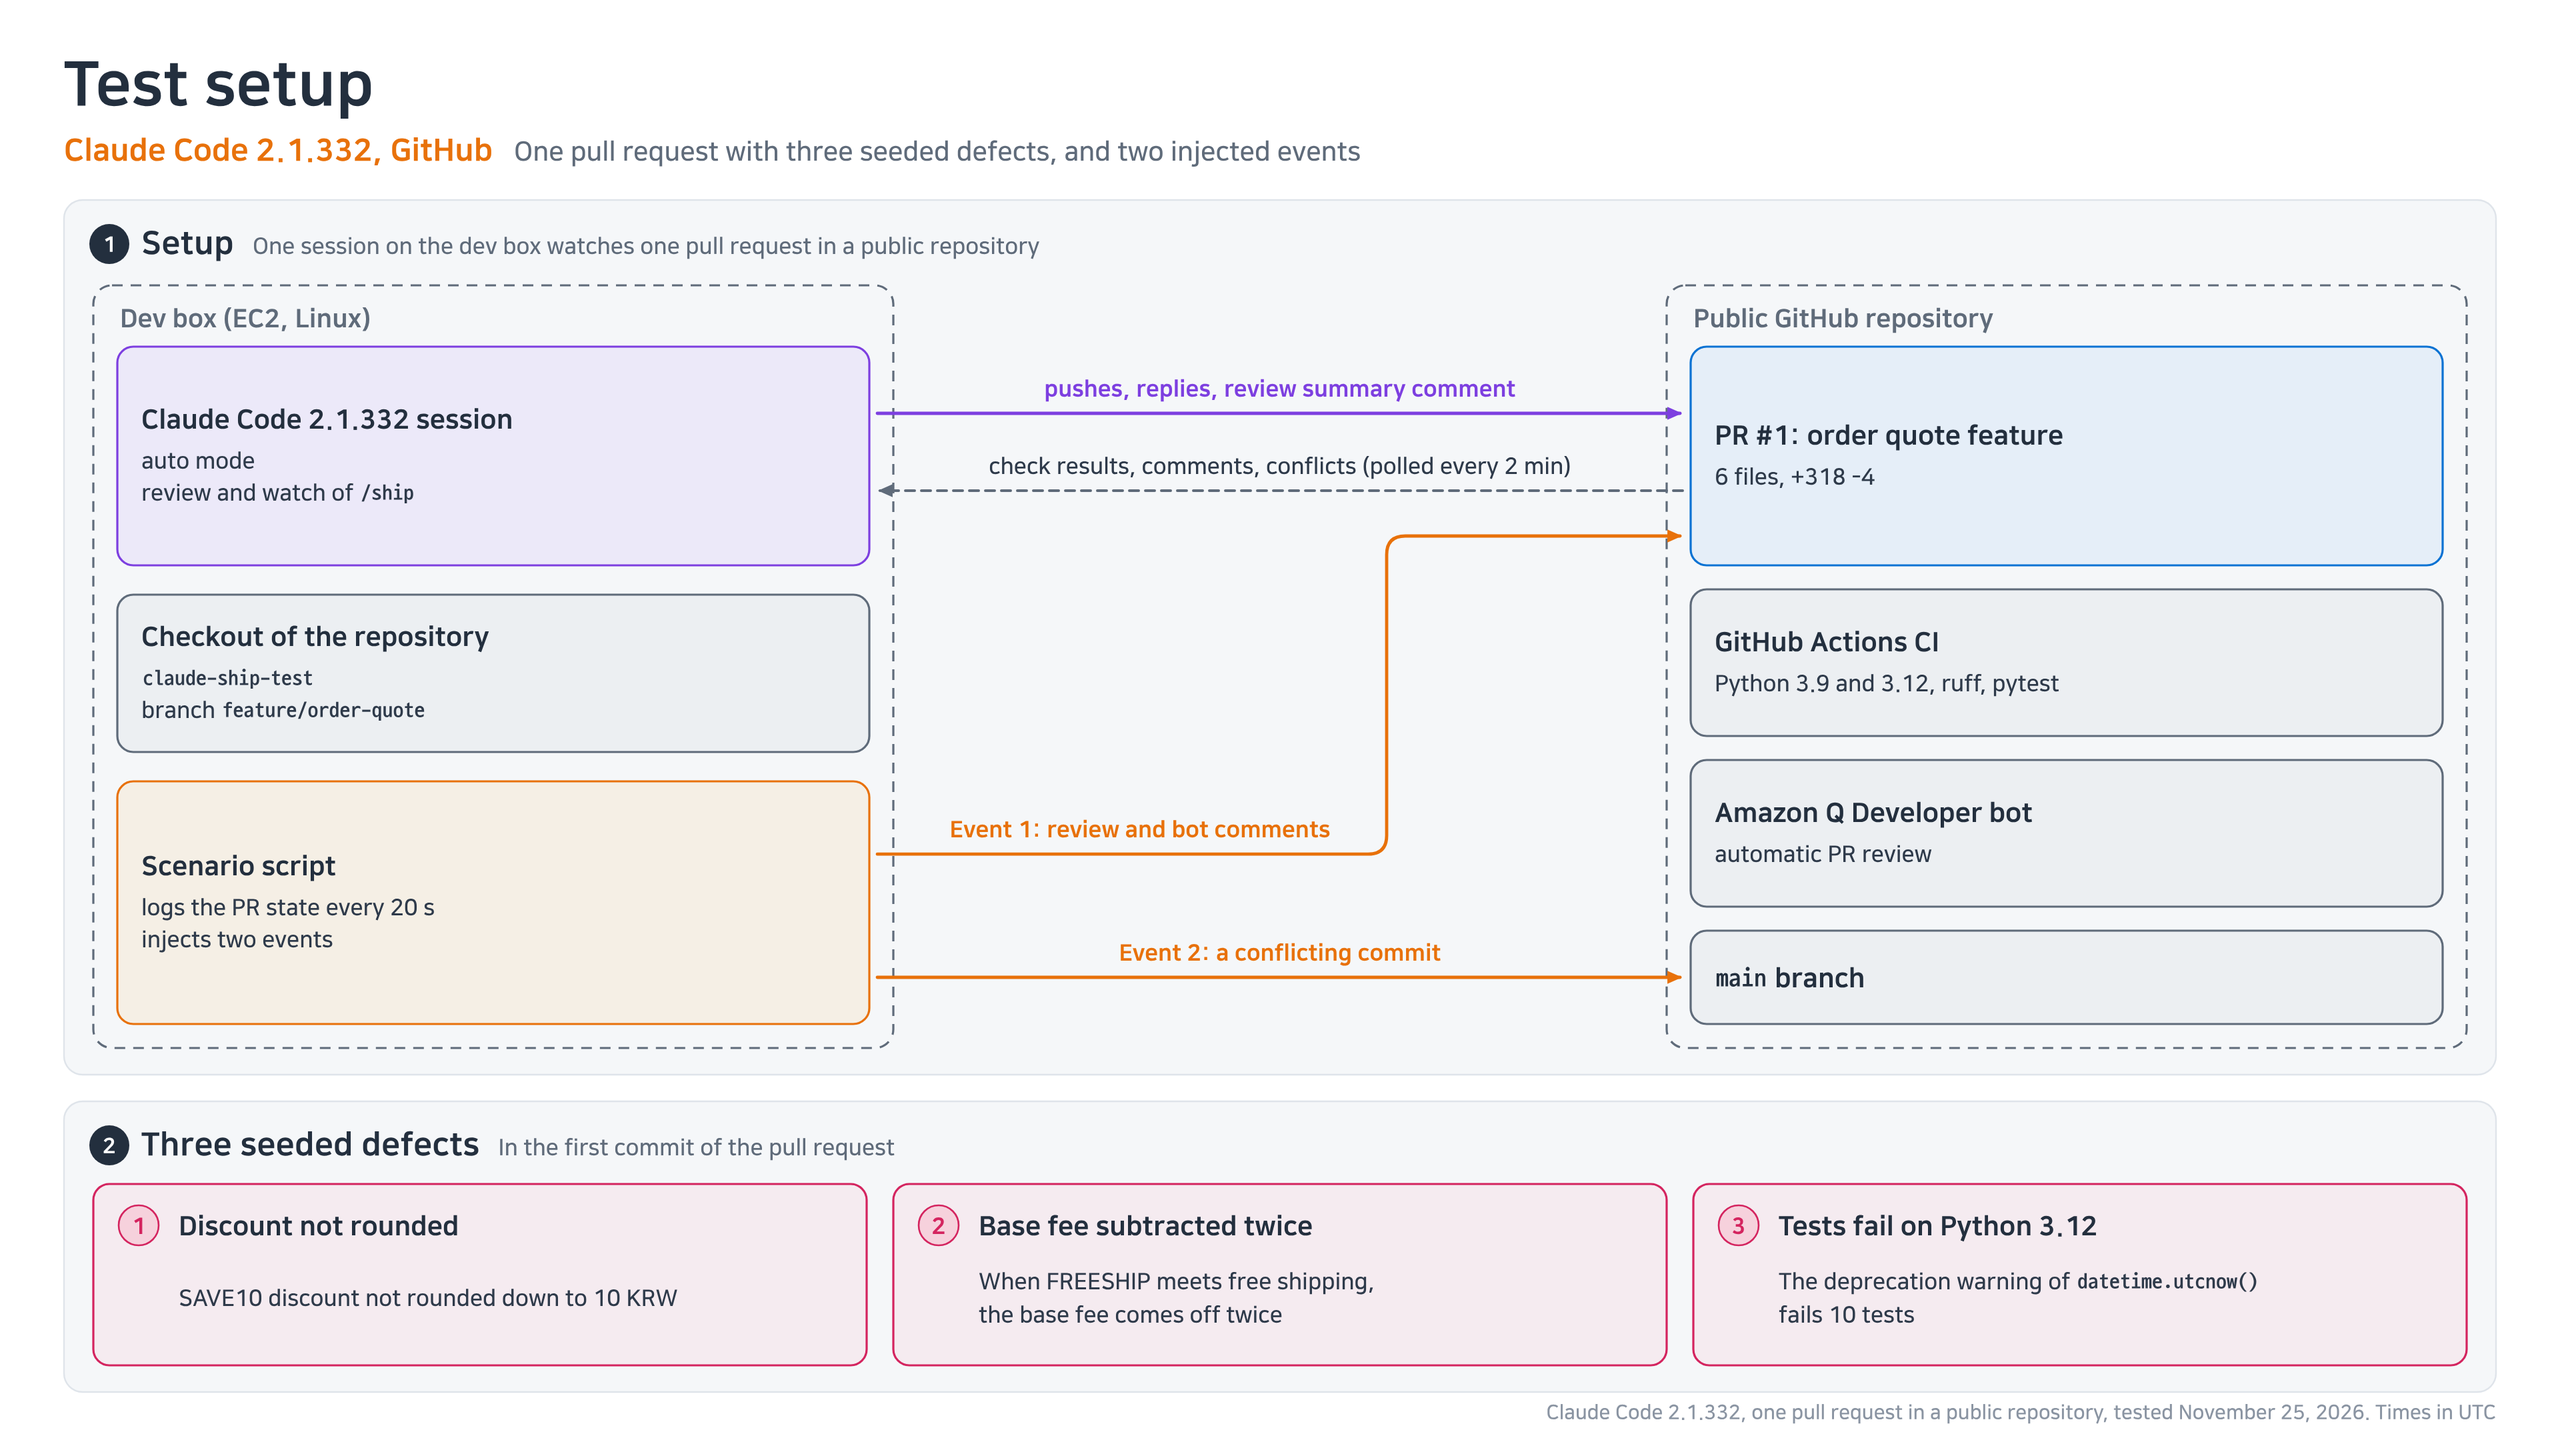 Test setup
Claude Code 2.1.332, GitHub One pull request with three seeded defects, and two injected events
1 Setup One session on the dev box watches one pull request in a public repository
Dev box (EC2, Linux)
Claude Code 2.1.332 session
auto mode
review and watch of /ship
Checkout of the repository
claude-ship-test
branch feature/order-quote
Scenario script
logs the PR state every 20 s
injects two events
pushes, replies, review summary comment
check results, comments, conflicts (polled every 2 min)
Event 1: review and bot comments
Event 2: a conflicting commit
Public GitHub repository
PR #1: order quote feature
6 files, +318 -4
GitHub Actions CI
Python 3.9 and 3.12, ruff, pytest
Amazon Q Developer bot
automatic PR review
main branch
2 Three seeded defects In the first commit of the pull request
1 Discount not rounded
SAVE10 discount not rounded down to 10 KRW
2 Base fee subtracted twice
When FREESHIP meets free shipping,
the base fee comes off twice
3 Tests fail on Python 3.12
The deprecation warning of datetime.utcnow()
fails 10 tests
Claude Code 2.1.332, one pull request in a public repository, tested November 25, 2026. Times in UTC